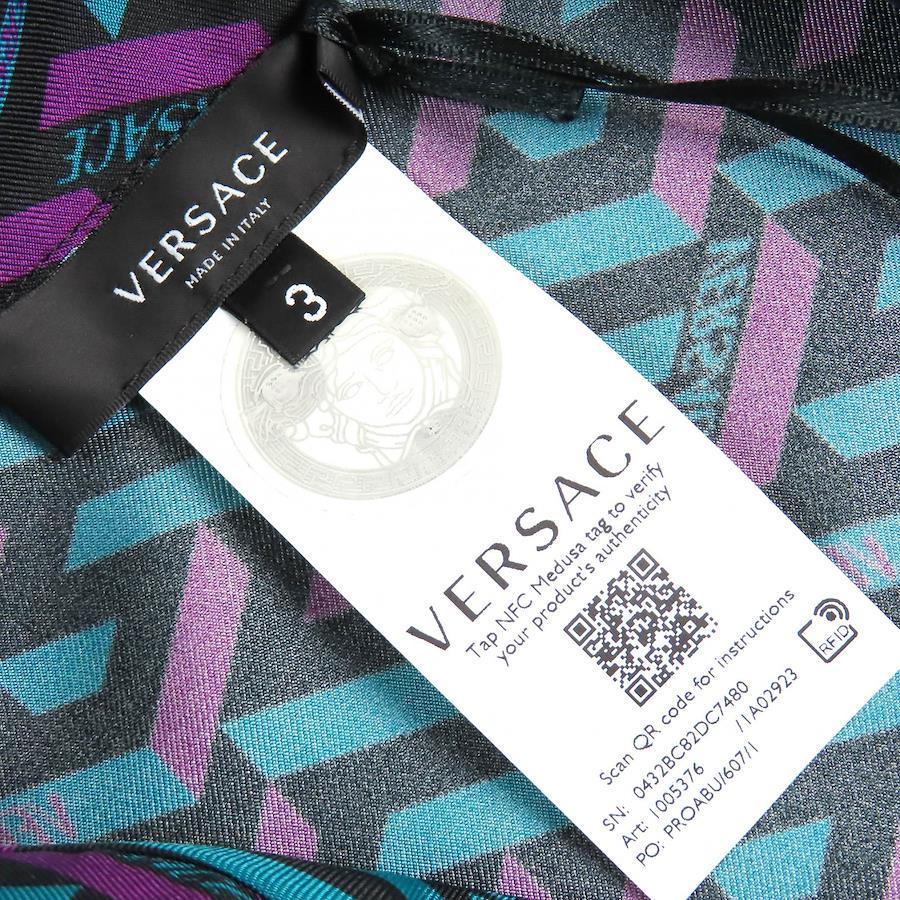 VERSACE
MADE IN ITALY
3
VERSACE
Tap NFC Medusa tag to verify
your product's authenticity
RFID
Scan QR code for instructions
SN: 0432BC82DC7480
Art: 1005376 /1A02923
PO: PROABU/607/1